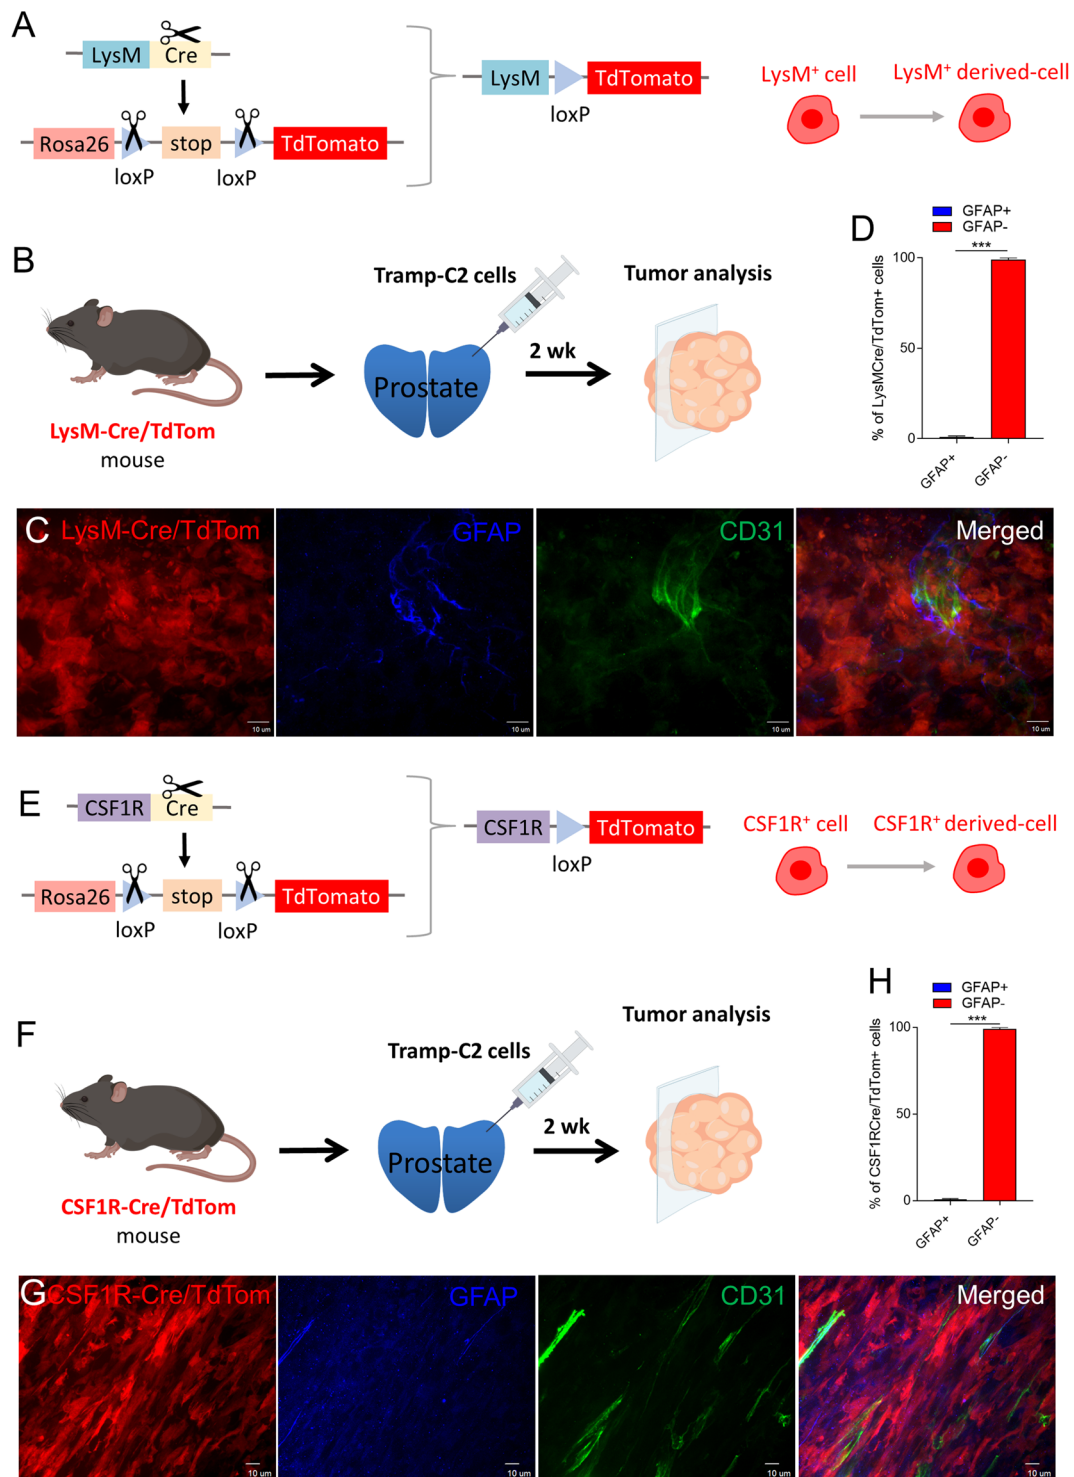 A
LysM Cre
Rosa26 stop TdTomato
loxP loxP
LysM TdTomato
loxP
LysM⁺ cell LysM⁺ derived-cell
B
LysM-Cre/TdTom
mouse
Tramp-C2 cells
Prostate
2 wk
Tumor analysis
D
GFAP+
GFAP-
***
% of LysMCre/TdTom+ cells
100
50
0
GFAP+ GFAP-
C LysM-Cre/TdTom GFAP CD31 Merged
10 um 10 um 10 um 10 um
E
CSF1R Cre
Rosa26 stop TdTomato
loxP loxP
CSF1R TdTomato
loxP
CSF1R⁺ cell CSF1R⁺ derived-cell
F
CSF1R-Cre/TdTom
mouse
Tramp-C2 cells
Prostate
2 wk
Tumor analysis
H
GFAP+
GFAP-
***
% of CSF1RCre/TdTom+ cells
100
50
0
GFAP+ GFAP-
G CSF1R-Cre/TdTom GFAP CD31 Merged
10 um 10 um 10 um 10 um